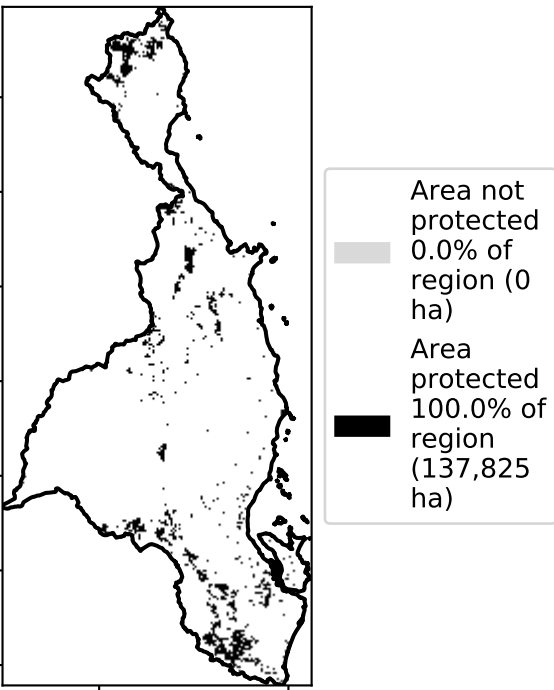 Area not
protected
0.0% of
region (0
ha)
Area
protected
100.0% of
region
(137,825
ha)